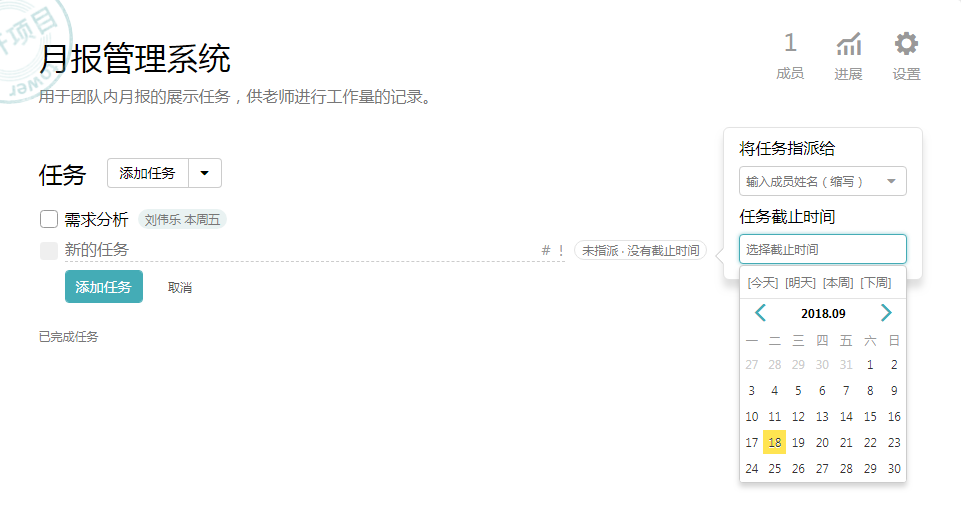 开项目
ower
月报管理系统
用于团队内月报的展示任务，供老师进行工作量的记录。
1
成员 进展 设置
任务 添加任务
需求分析 刘伟乐 本周五
新的任务 # ! 未指派 · 没有截止时间
添加任务 取消
已完成任务
将任务指派给
输入成员姓名（缩写）
任务截止时间
选择截止时间
[今天] [明天] [本周] [下周]
2018.09
一 二 三 四 五 六 日
27 28 29 30 31 1 2
3 4 5 6 7 8 9
10 11 12 13 14 15 16
17 18 19 20 21 22 23
24 25 26 27 28 29 30